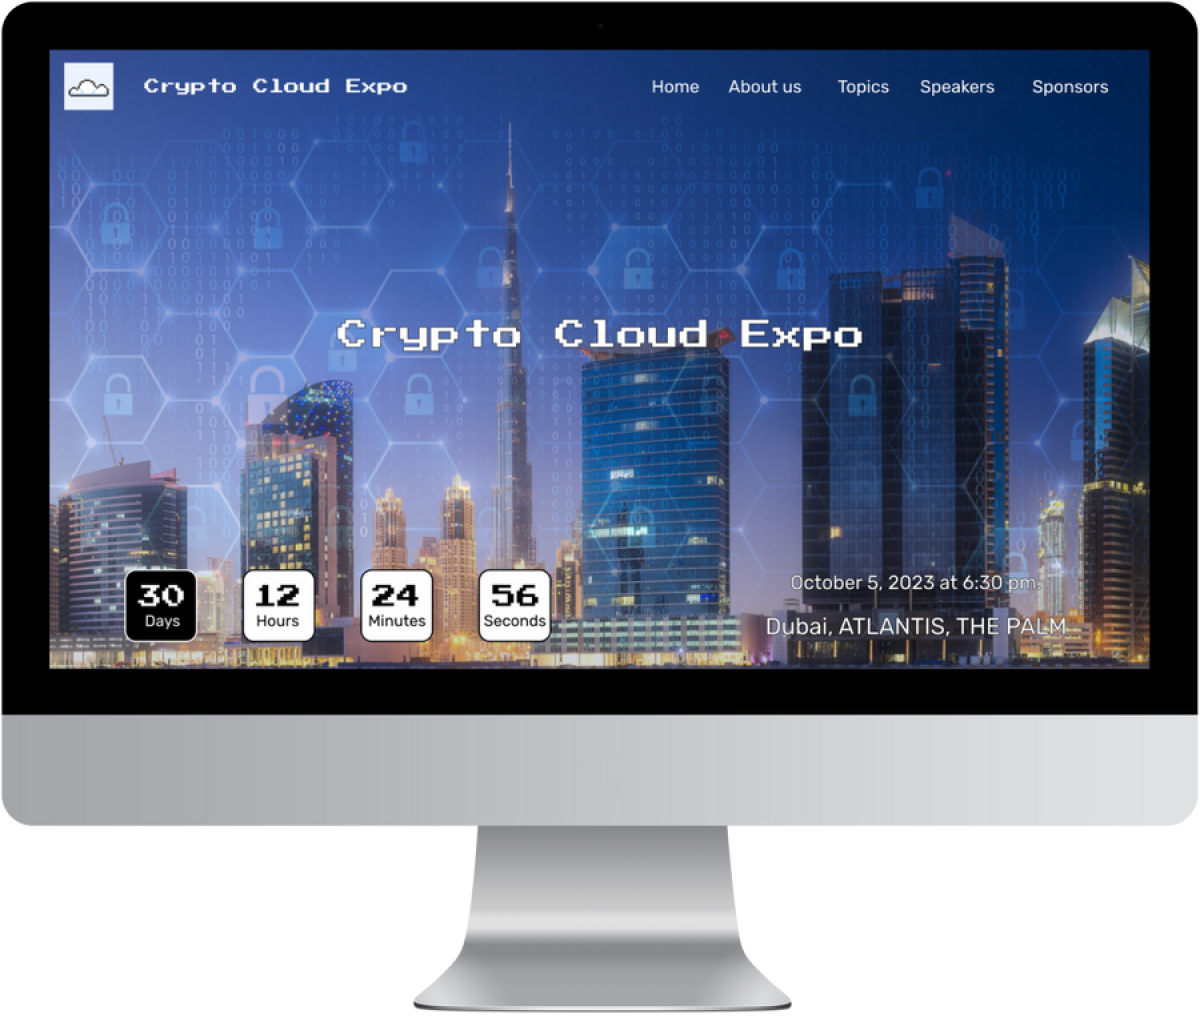 Crypto Cloud Expo
Home About us Topics Speakers Sponsors
Crypto Cloud Expo
30 12 24 56
Days Hours Minutes Seconds
October 5, 2023 at 6:30 pm.
Dubai, ATLANTIS, THE PALM